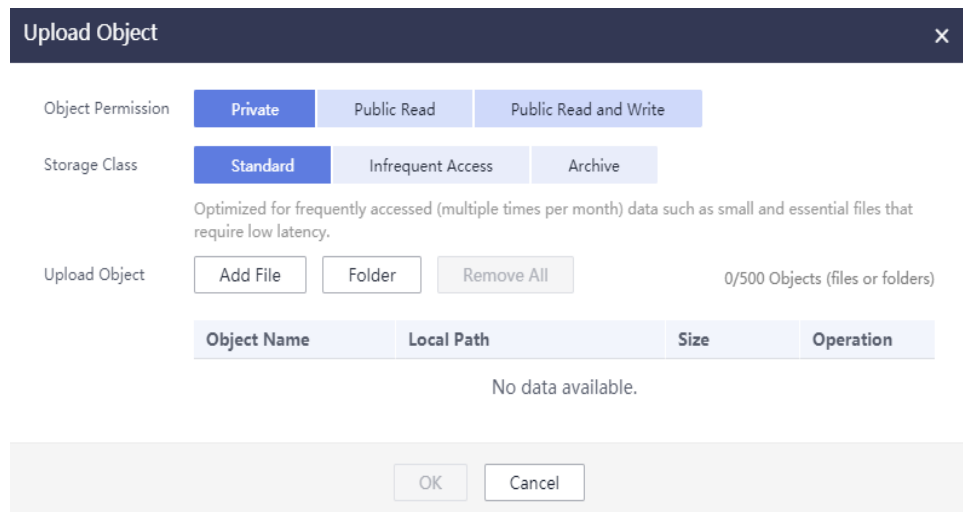 Upload Object ×
Object Permission Private Public Read Public Read and Write
Storage Class Standard Infrequent Access Archive
Optimized for frequently accessed (multiple times per month) data such as small and essential files that
require low latency.
Upload Object Add File Folder Remove All 0/500 Objects (files or folders)
Object Name Local Path Size Operation
No data available.
OK Cancel